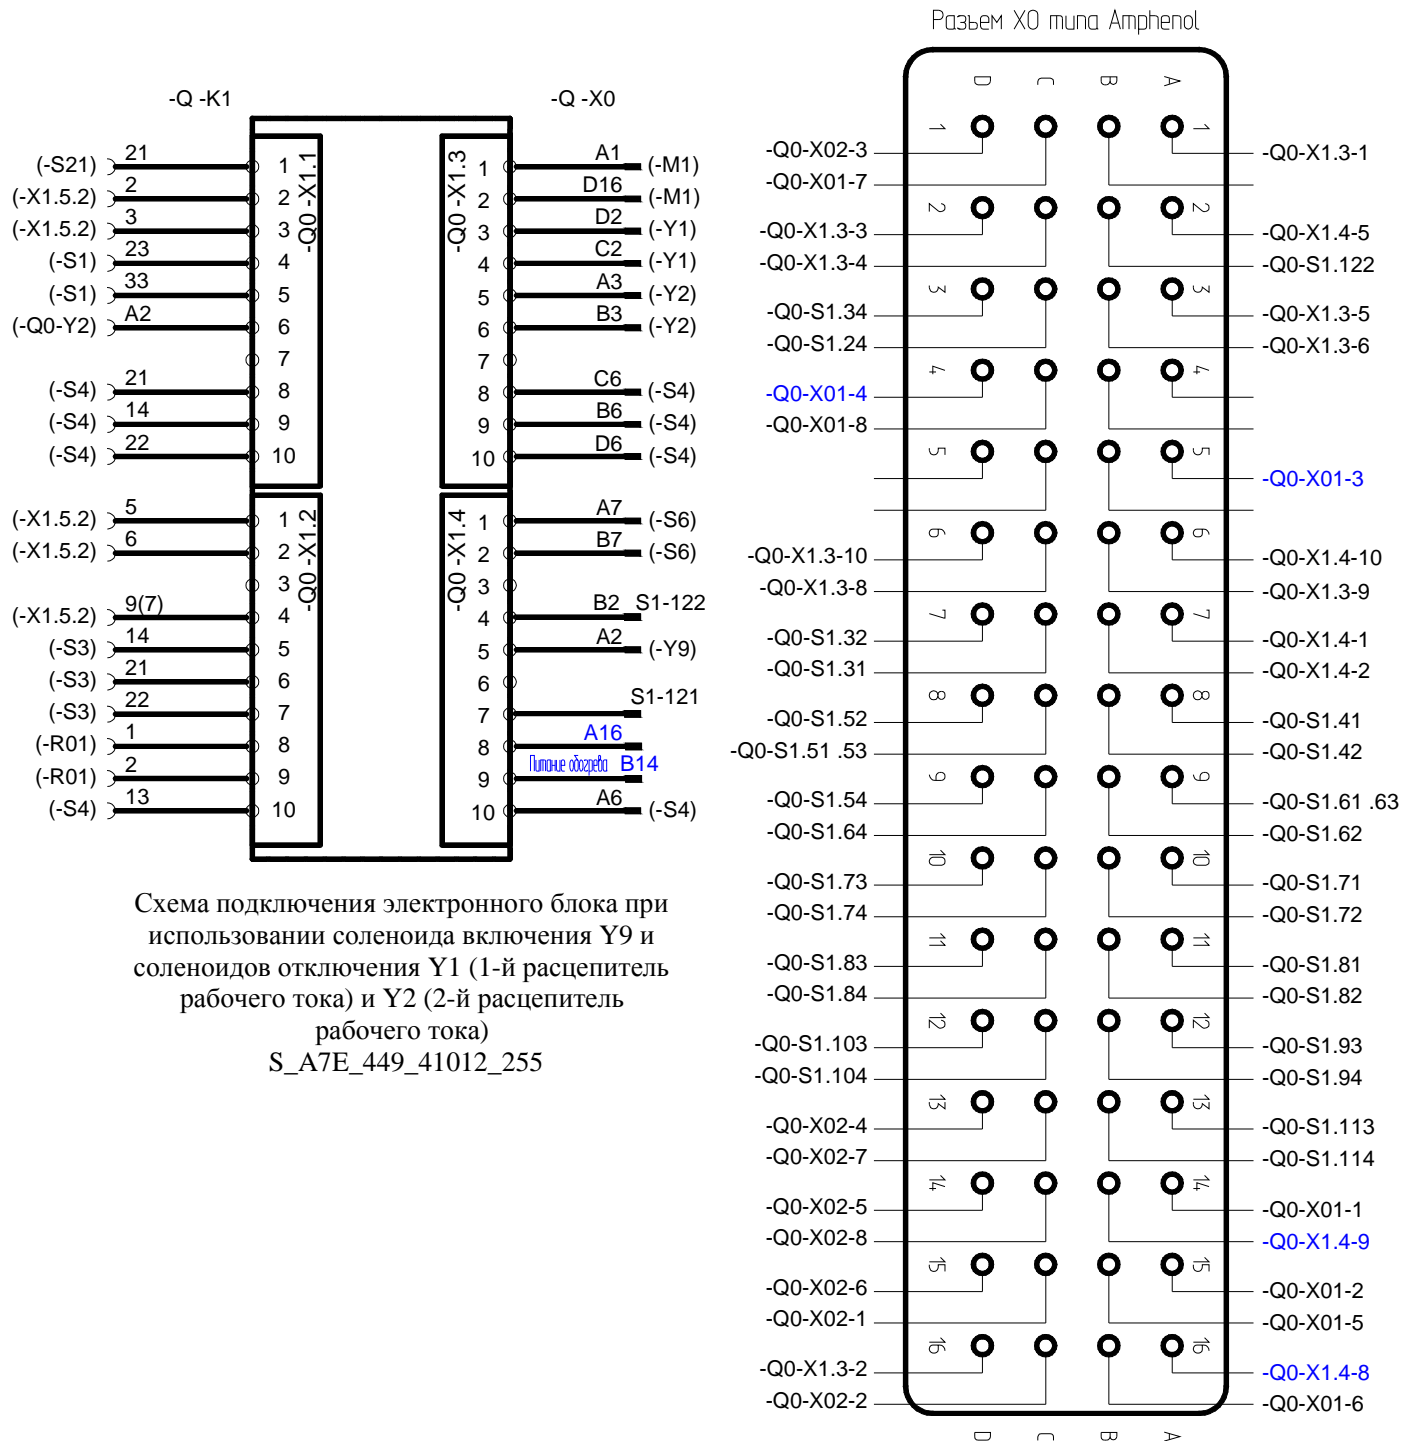 Разъем X0 типа Amphenol
-Q -K1
-Q -X0
-Q0 -X1.1
(-S21) 21 1
(-X1.5.2) 2 2
(-X1.5.2) 3 3
(-S1) 23 4
(-S1) 33 5
(-Q0-Y2) A2 6
7
(-S4) 21 8
(-S4) 14 9
(-S4) 22 10
-Q0 -X1.2
(-X1.5.2) 5 1
(-X1.5.2) 6 2
3
(-X1.5.2) 9(7) 4
(-S3) 14 5
(-S3) 21 6
(-S3) 22 7
(-R01) 1 8
(-R01) 2 9
(-S4) 13 10
-Q0 -X1.3
1 A1 (-M1)
2 D16 (-M1)
3 D2 (-Y1)
4 C2 (-Y1)
5 A3 (-Y2)
6 B3 (-Y2)
7
8 C6 (-S4)
9 B6 (-S4)
10 D6 (-S4)
-Q0 -X1.4
1 A7 (-S6)
2 B7 (-S6)
3
4 B2 S1-122
5 A2 (-Y9)
6
7 S1-121
8 A16
9 Питание обогрева B14
10 A6 (-S4)
Схема подключения электронного блока при
использовании соленоида включения Y9 и
соленоидов отключения Y1 (1-й расцепитель
рабочего тока) и Y2 (2-й расцепитель
рабочего тока)
S_A7E_449_41012_255
D C B A
1 1
-Q0-X02-3 -Q0-X1.3-1
-Q0-X01-7
2 2
-Q0-X1.3-3 -Q0-X1.4-5
-Q0-X1.3-4 -Q0-S1.122
3 3
-Q0-S1.34 -Q0-X1.3-5
-Q0-S1.24 -Q0-X1.3-6
4 4
-Q0-X01-4
-Q0-X01-8
5 5
-Q0-X01-3
6 6
-Q0-X1.3-10 -Q0-X1.4-10
-Q0-X1.3-8 -Q0-X1.3-9
7 7
-Q0-S1.32 -Q0-X1.4-1
-Q0-S1.31 -Q0-X1.4-2
8 8
-Q0-S1.52 -Q0-S1.41
-Q0-S1.51 .53 -Q0-S1.42
9 9
-Q0-S1.54 -Q0-S1.61 .63
-Q0-S1.64 -Q0-S1.62
10 10
-Q0-S1.73 -Q0-S1.71
-Q0-S1.74 -Q0-S1.72
11 11
-Q0-S1.83 -Q0-S1.81
-Q0-S1.84 -Q0-S1.82
12 12
-Q0-S1.103 -Q0-S1.93
-Q0-S1.104 -Q0-S1.94
13 13
-Q0-X02-4 -Q0-S1.113
-Q0-X02-7 -Q0-S1.114
14 14
-Q0-X02-5 -Q0-X01-1
-Q0-X02-8 -Q0-X1.4-9
15 15
-Q0-X02-6 -Q0-X01-2
-Q0-X02-1 -Q0-X01-5
16 16
-Q0-X1.3-2 -Q0-X1.4-8
-Q0-X02-2 -Q0-X01-6
D C B A